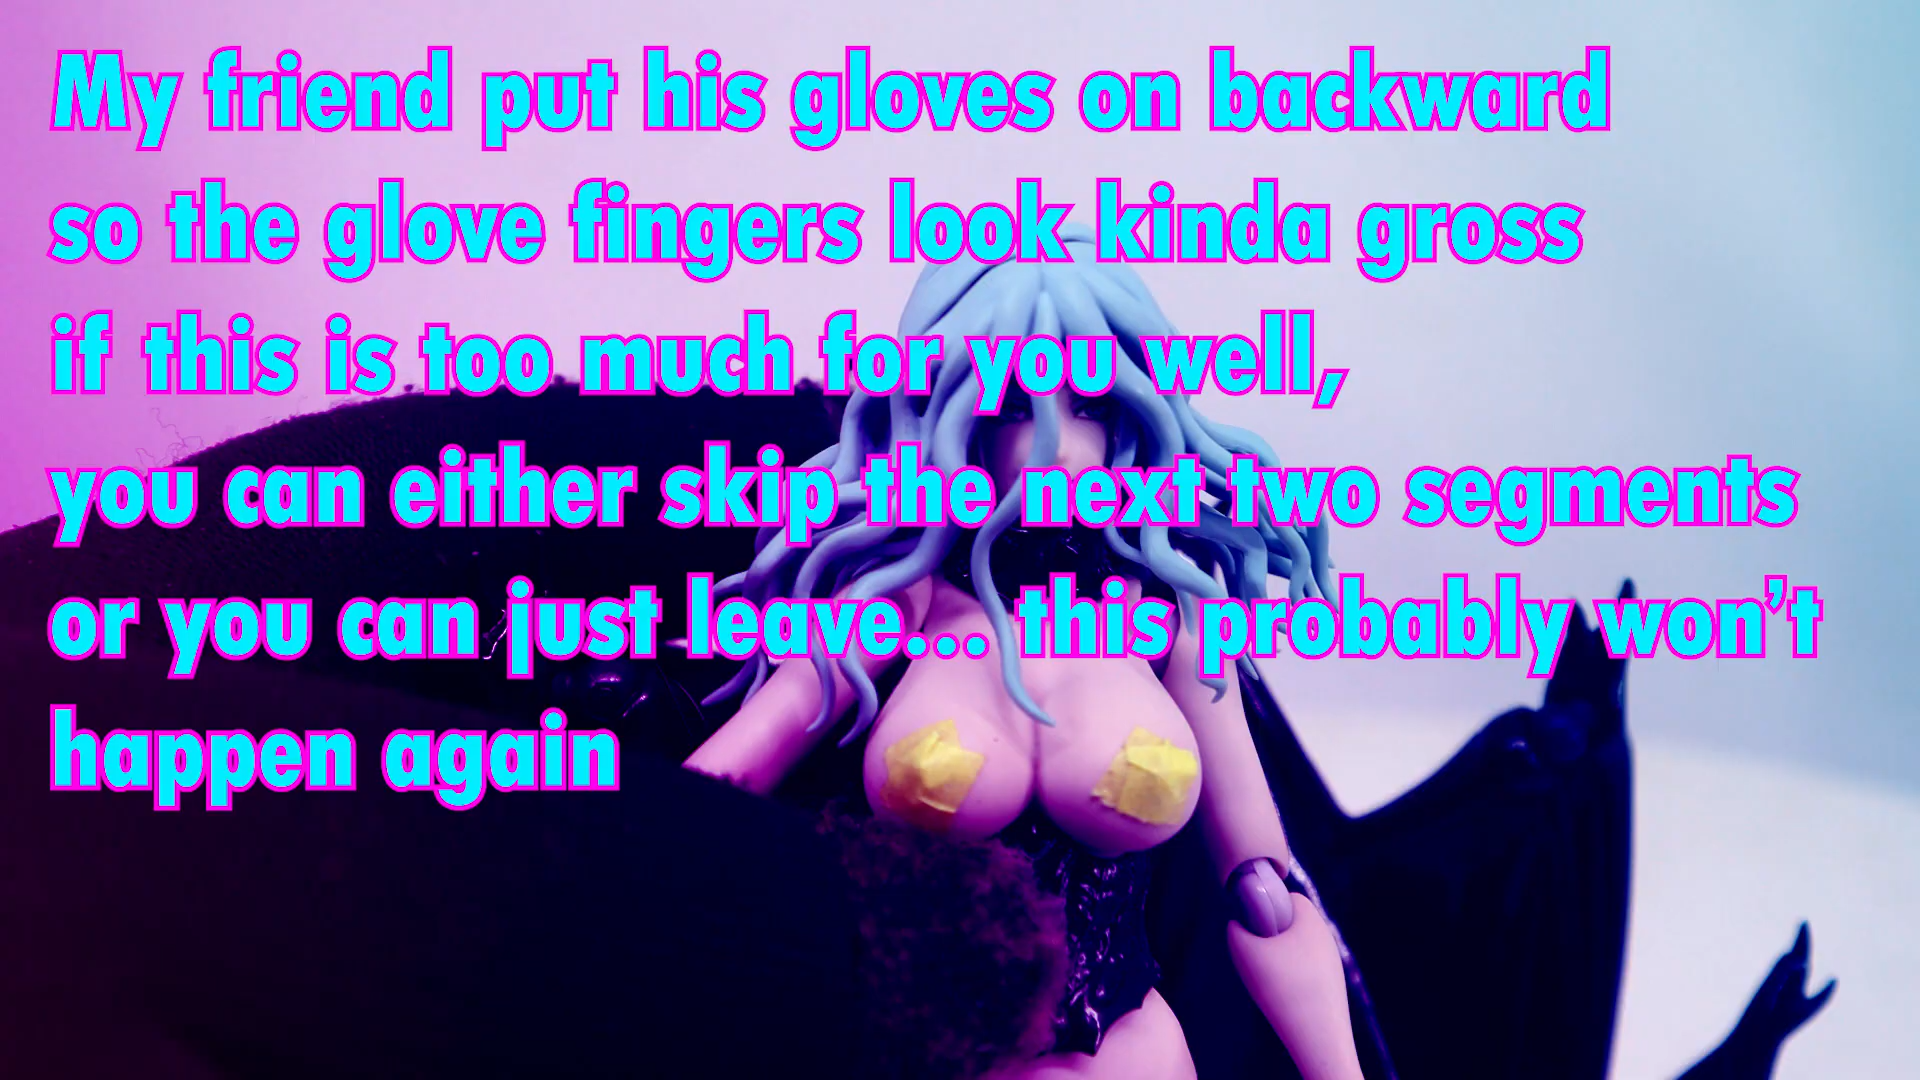 My friend put his gloves on backward
so the glove fingers look kinda gross
if this is too much for you well,
you can either skip the next two segments
or you can just leave... this probably won't
happen again